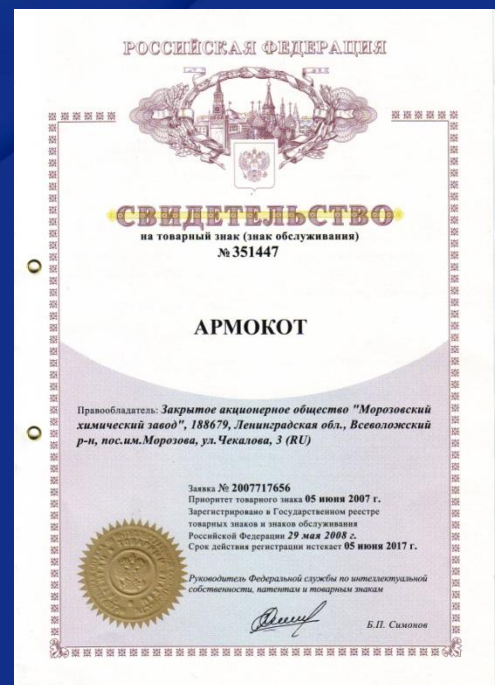 РОССИЙСКАЯ ФЕДЕРАЦИЯ
СВИДЕТЕЛЬСТВО
на товарный знак (знак обслуживания)
№ 351447
АРМОКОТ
Правообладатель: Закрытое акционерное общество "Морозовский
химический завод", 188679, Ленинградская обл., Всеволожский
р-н, пос.им.Морозова, ул.Чекалова, 3 (RU)
Заявка № 2007717656
Приоритет товарного знака 05 июня 2007 г.
Зарегистрировано в Государственном реестре
товарных знаков и знаков обслуживания
Российской Федерации 29 мая 2008 г.
Срок действия регистрации истекает 05 июня 2017 г.
Руководитель Федеральной службы по интеллектуальной
собственности, патентам и товарным знакам
Б.П. Симонов